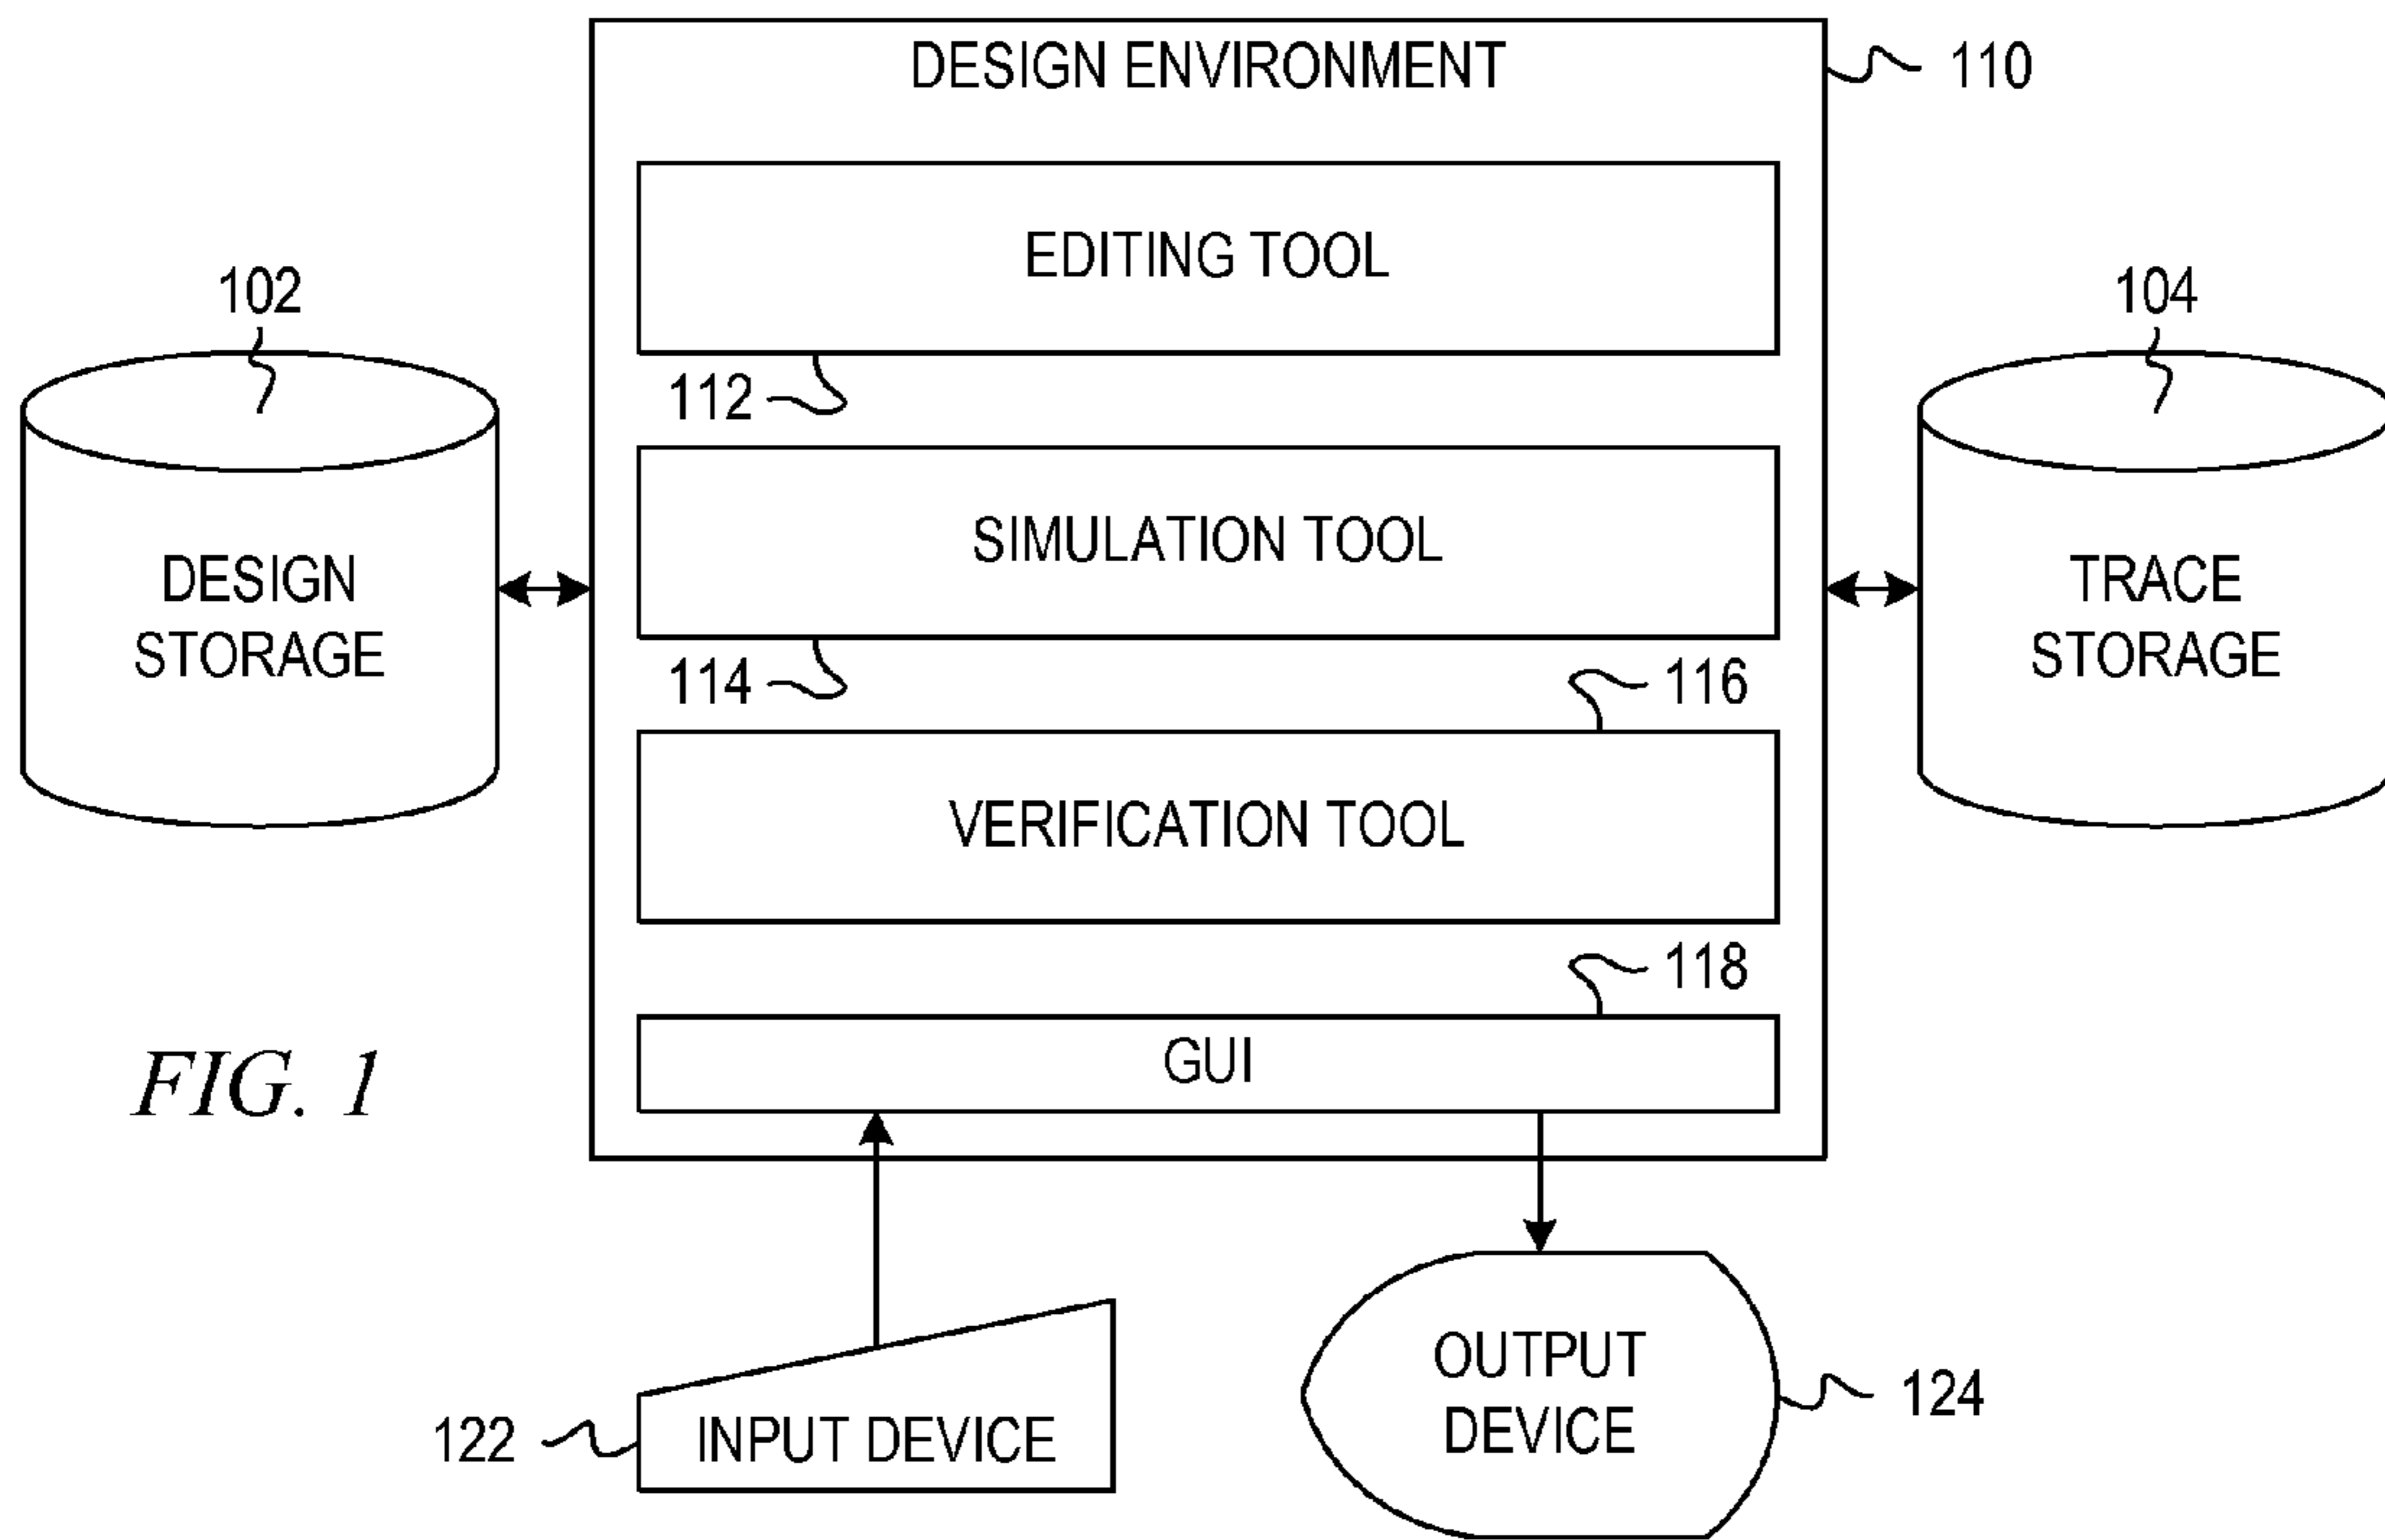 DESIGN ENVIRONMENT
110
EDITING TOOL
102
104
112
SIMULATION TOOL
DESIGN
STORAGE
TRACE
STORAGE
114
116
VERIFICATION TOOL
118
GUI
FIG. 1
OUTPUT
DEVICE
124
122
INPUT DEVICE